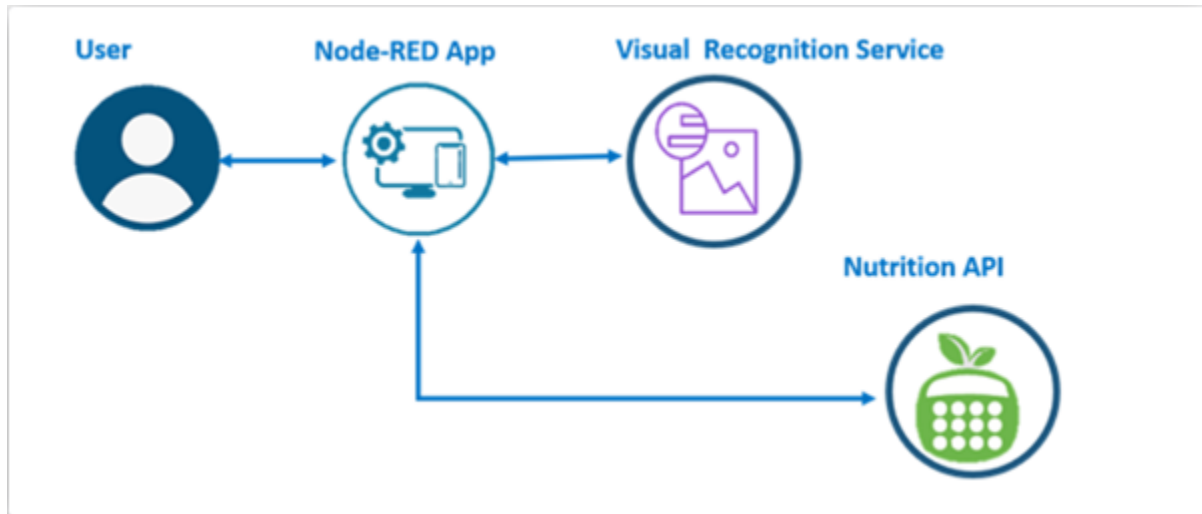 User
Node-RED App
Visual Recognition Service
Nutrition API